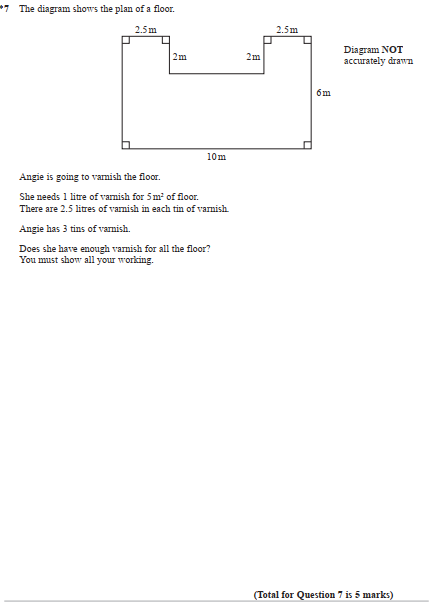 *7 The diagram shows the plan of a floor.
2.5 m 2.5 m
2 m 2 m
Diagram NOT
accurately drawn
6 m
10 m
Angie is going to varnish the floor.
She needs 1 litre of varnish for 5 m² of floor.
There are 2.5 litres of varnish in each tin of varnish.
Angie has 3 tins of varnish.
Does she have enough varnish for all the floor?
You must show all your working.
(Total for Question 7 is 5 marks)